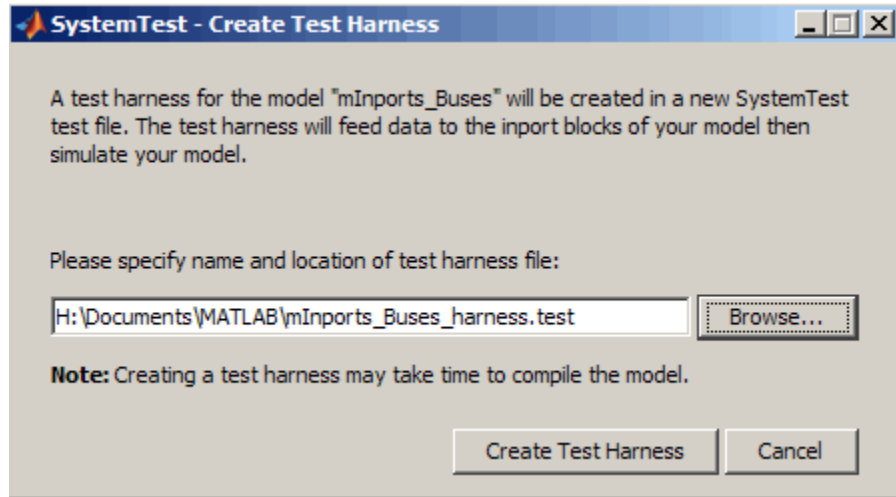 SystemTest - Create Test Harness
A test harness for the model "mInports_Buses" will be created in a new SystemTest
test file. The test harness will feed data to the inport blocks of your model then
simulate your model.
Please specify name and location of test harness file:
H:\Documents\MATLAB\mInports_Buses_harness.test
Browse...
Note: Creating a test harness may take time to compile the model.
Create Test Harness
Cancel